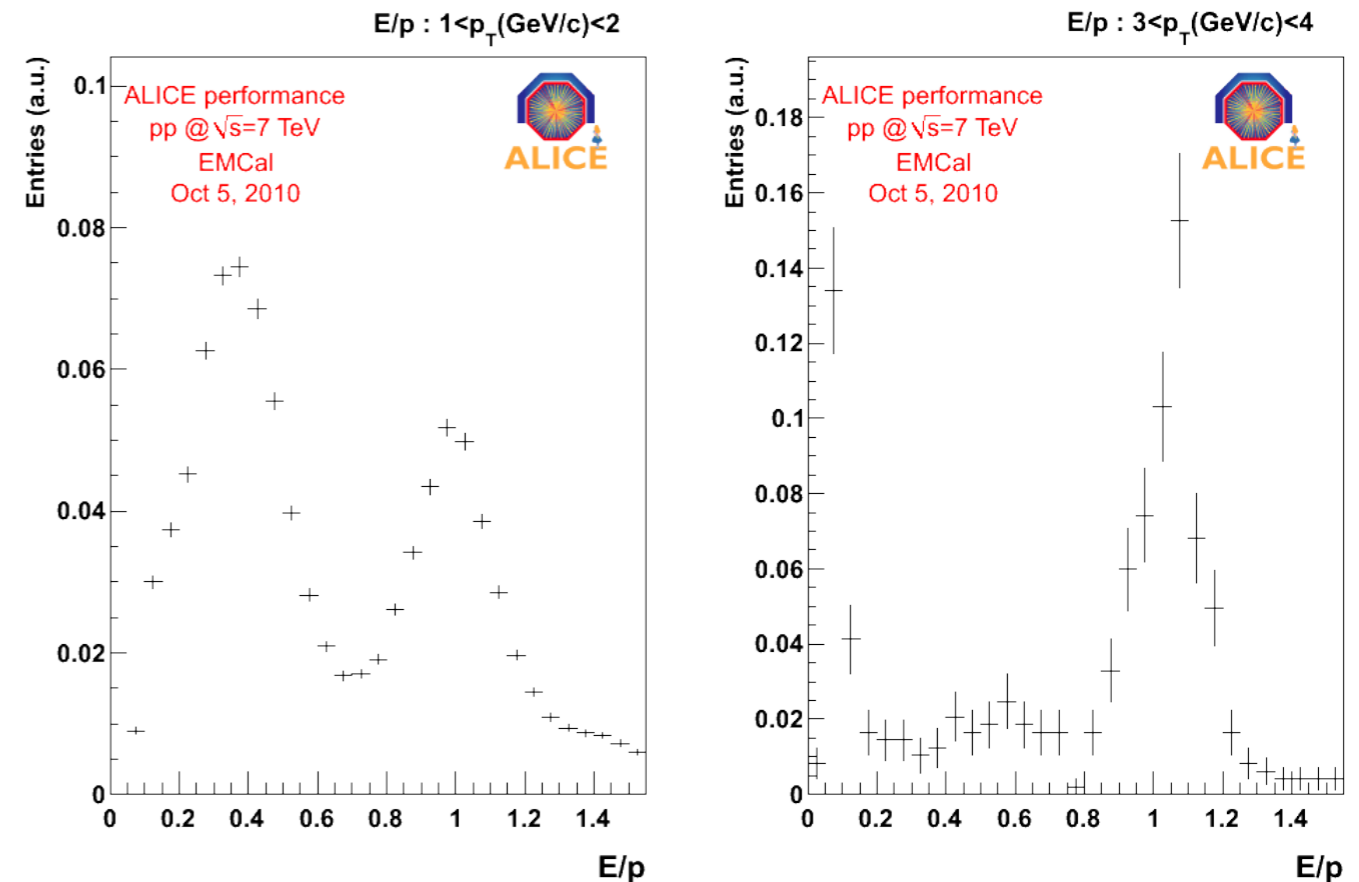 E/p : 1<p_T(GeV/c)<2
Entries (a.u.)
0.1
0.08
0.06
0.04
0.02
0
ALICE performance
pp @√s=7 TeV
EMCal
Oct 5, 2010
ALICE
0 0.2 0.4 0.6 0.8 1 1.2 1.4
E/p
E/p : 3<p_T(GeV/c)<4
Entries (a.u.)
0.18
0.16
0.14
0.12
0.1
0.08
0.06
0.04
0.02
0
ALICE performance
pp @√s=7 TeV
EMCal
Oct 5, 2010
ALICE
0 0.2 0.4 0.6 0.8 1 1.2 1.4
E/p